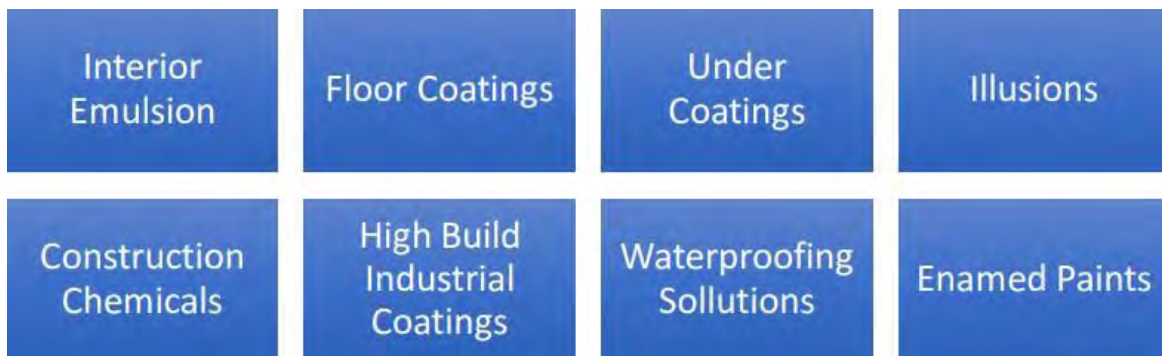 Interior
Emulsion
Floor Coatings
Under
Coatings
Illusions
Construction
Chemicals
High Build
Industrial
Coatings
Waterproofing
Sollutions
Enamed Paints